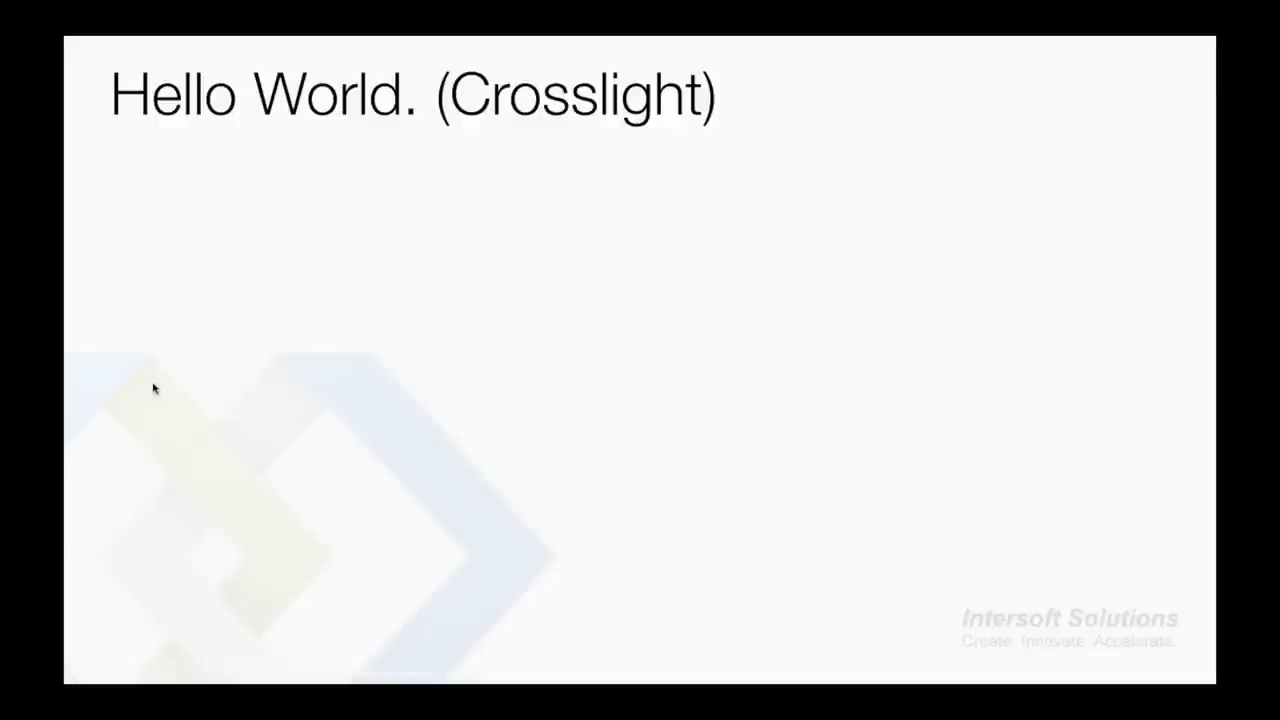 Hello World. (Crosslight)
Intersoft Solutions
Create. Innovate. Accelerate.